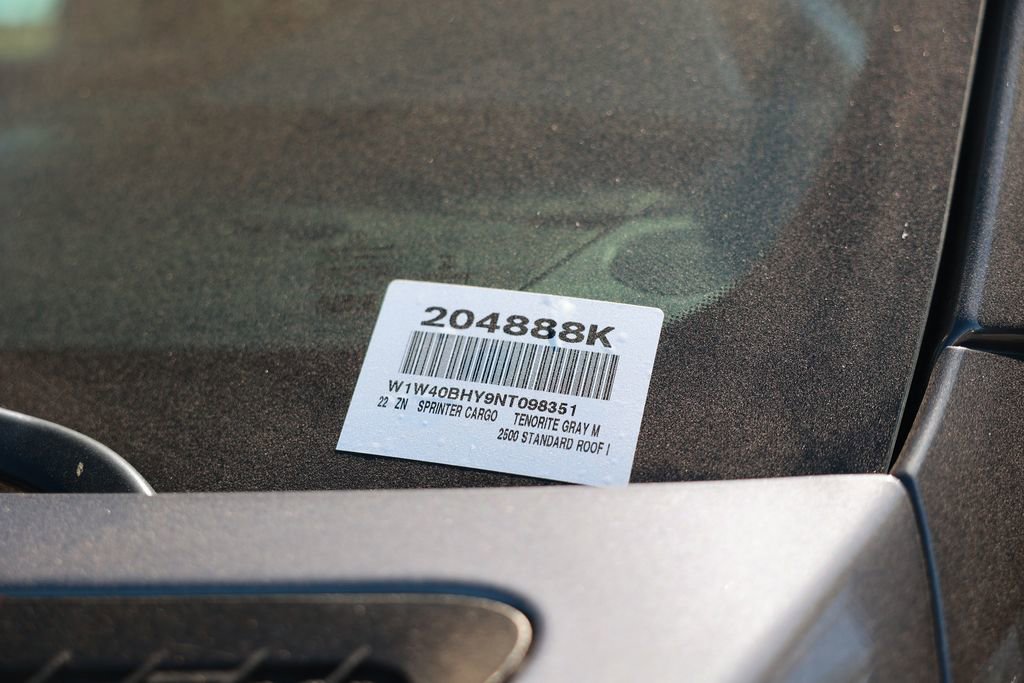 204888K
W1W40BHY9NT098351
22 ZN SPRINTER CARGO TENORITE GRAY M
2500 STANDARD ROOF I